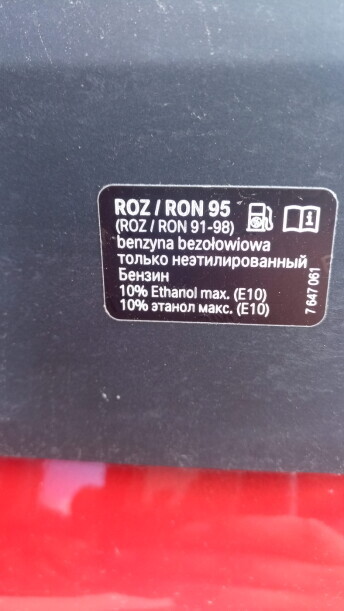 ROZ / RON 95
(ROZ / RON 91-98)
benzyna bezołowiowa
только неэтилированный
Бензин
10% Ethanol max. (E10)
10% этанол макс. (E10)
7 647 061